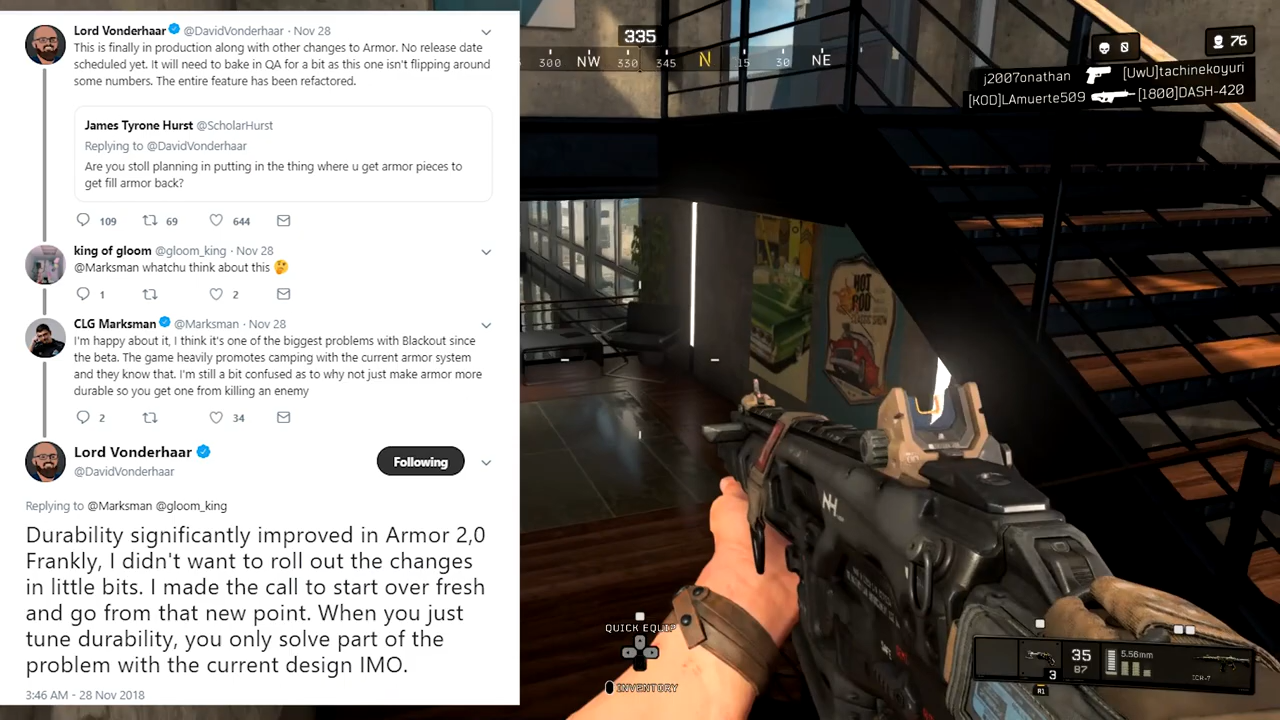 Lord Vonderhaar @DavidVonderhaar · Nov 28
This is finally in production along with other changes to Armor. No release date
scheduled yet. It will need to bake in QA for a bit as this one isn't flipping around
some numbers. The entire feature has been refactored.
James Tyrone Hurst @ScholarHurst
Replying to @DavidVonderhaar
Are you stoll planning in putting in the thing where u get armor pieces to
get fill armor back?
109 69 644
king of gloom @gloom_king · Nov 28
@Marksman whatchu think about this 🤔
1 2
CLG Marksman @Marksman · Nov 28
I'm happy about it, I think it's one of the biggest problems with Blackout since
the beta. The game heavily promotes camping with the current armor system
and they know that. I'm still a bit confused as to why not just make armor more
durable so you get one from killing an enemy
2 34
Lord Vonderhaar
@DavidVonderhaar
Following
Replying to @Marksman @gloom_king
Durability significantly improved in Armor 2,0
Frankly, I didn't want to roll out the changes
in little bits. I made the call to start over fresh
and go from that new point. When you just
tune durability, you only solve part of the
problem with the current design IMO.
3:46 AM - 28 Nov 2018
335
300 NW 330 345 N 15 30 NE
0 76
j2007onathan [UwU]tachinekoyuri
[KOD]LAmuerte509 [1800]DASH-420
HOT
ROD
QUICK EQUIP
INVENTORY
3
R1
35
87
5.56mm
ICR-7